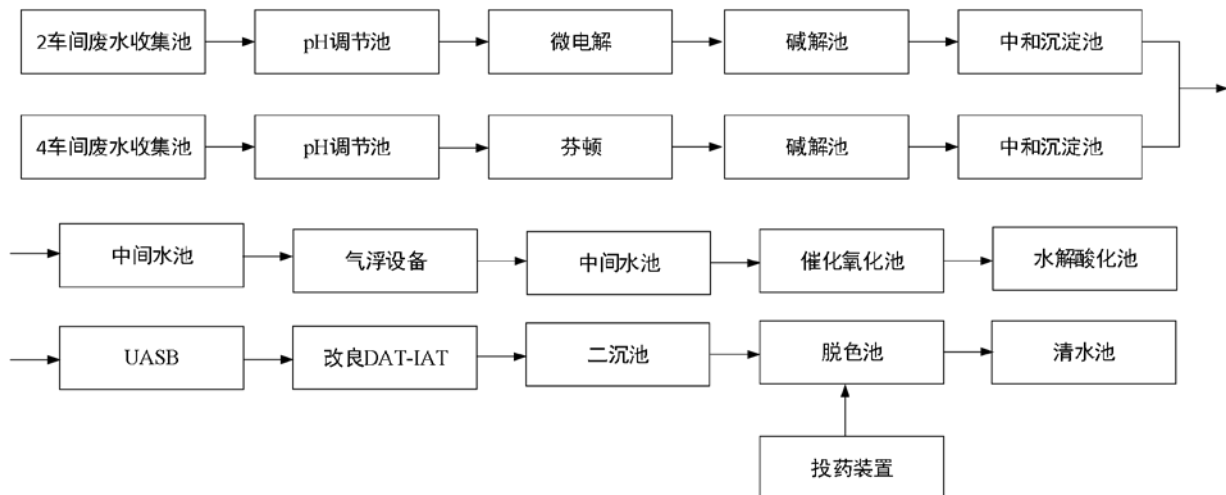 2车间废水收集池
pH调节池
微电解
碱解池
中和沉淀池
4车间废水收集池
pH调节池
芬顿
碱解池
中和沉淀池
中间水池
气浮设备
中间水池
催化氧化池
水解酸化池
UASB
改良DAT-IAT
二沉池
脱色池
清水池
投药装置